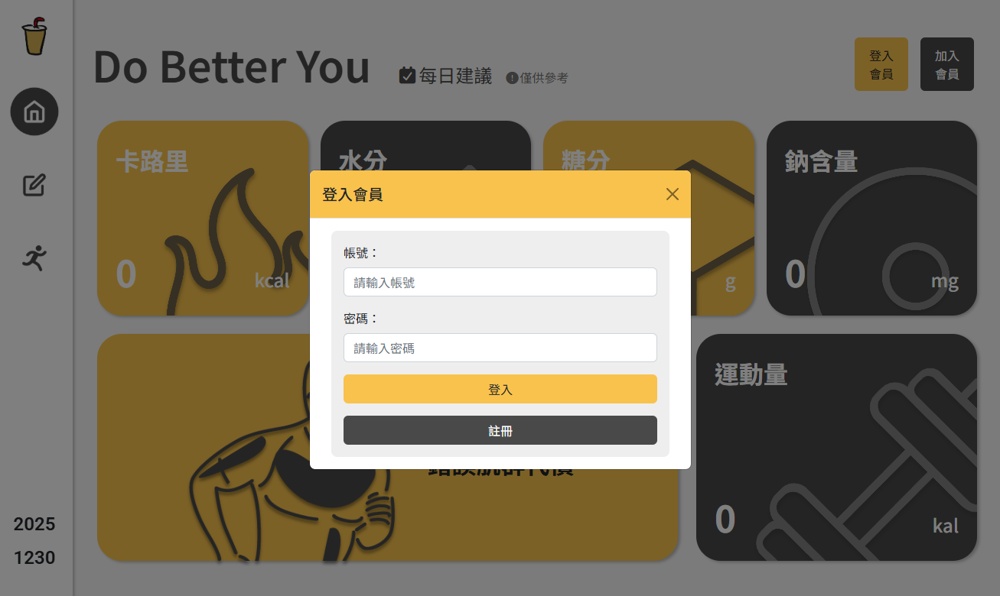 Do Better You
每日建議
僅供參考
登入
會員
加入
會員
卡路里
水分
糖分
鈉含量
0
kcal
g
0
mg
登入會員
帳號：
請輸入帳號
密碼：
請輸入密碼
登入
註冊
運動量
0
kal
2025
1230